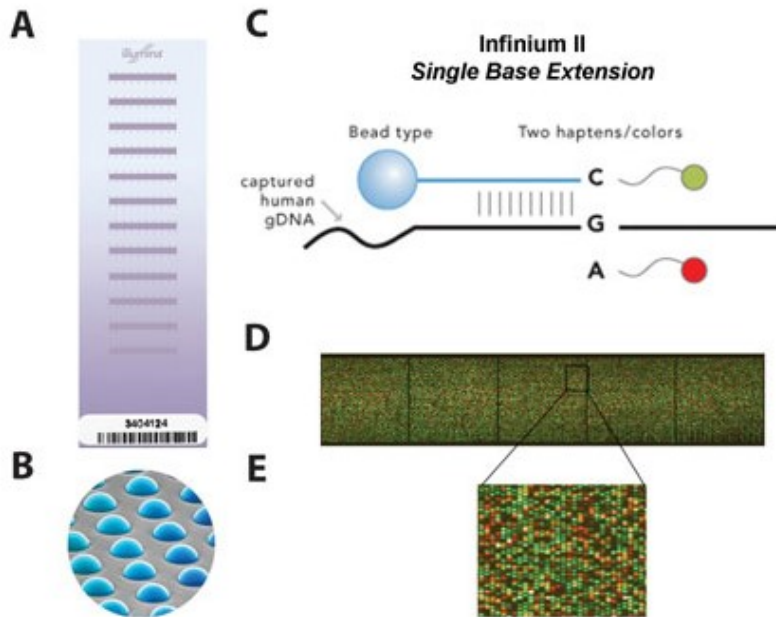 A
illumina
3404124
B
C
Infinium II
Single Base Extension
Bead type
Two haptens/colors
captured
human
gDNA
C
G
A
D
E